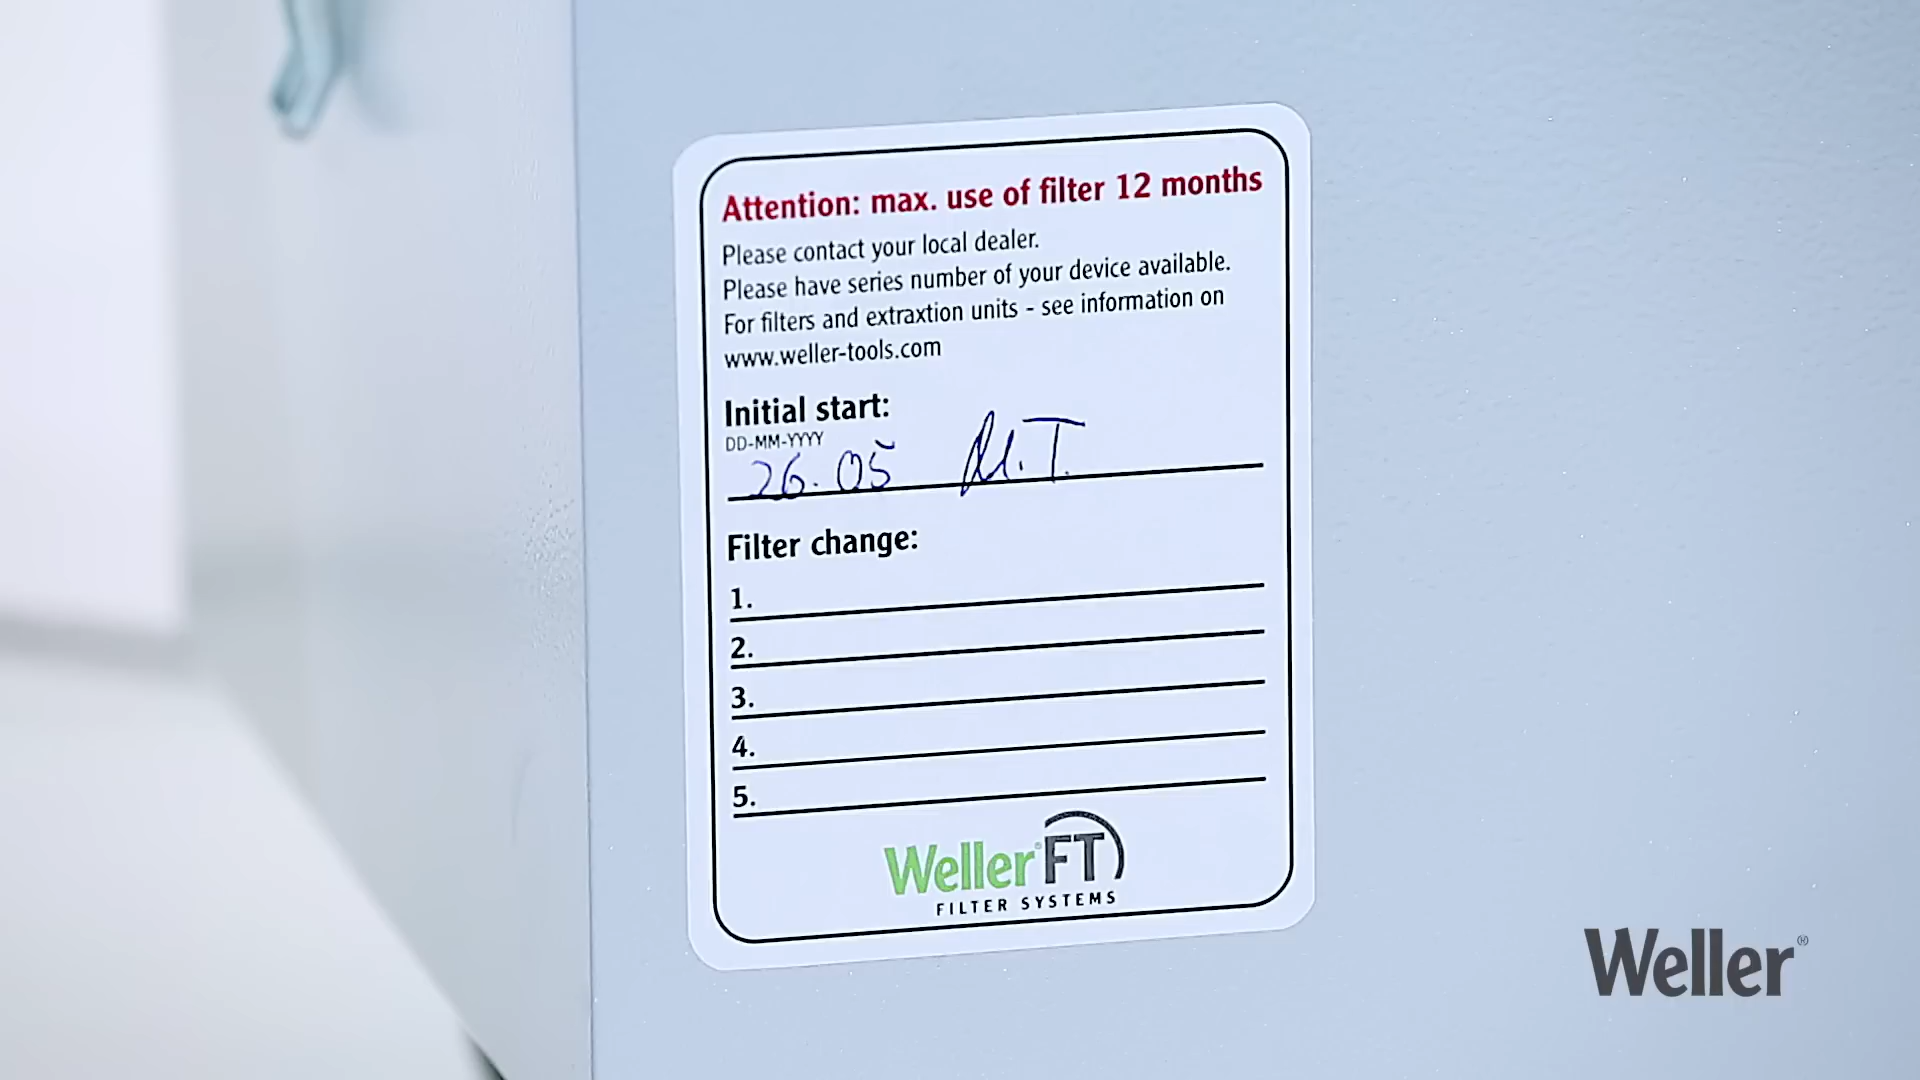 Attention: max. use of filter 12 months
Please contact your local dealer.
Please have series number of your device available.
For filters and extraxtion units - see information on
www.weller-tools.com
Initial start:
DD-MM-YYYY
26.05 M.T.
Filter change:
1.
2.
3.
4.
5.
Weller FT
FILTER SYSTEMS
Weller®